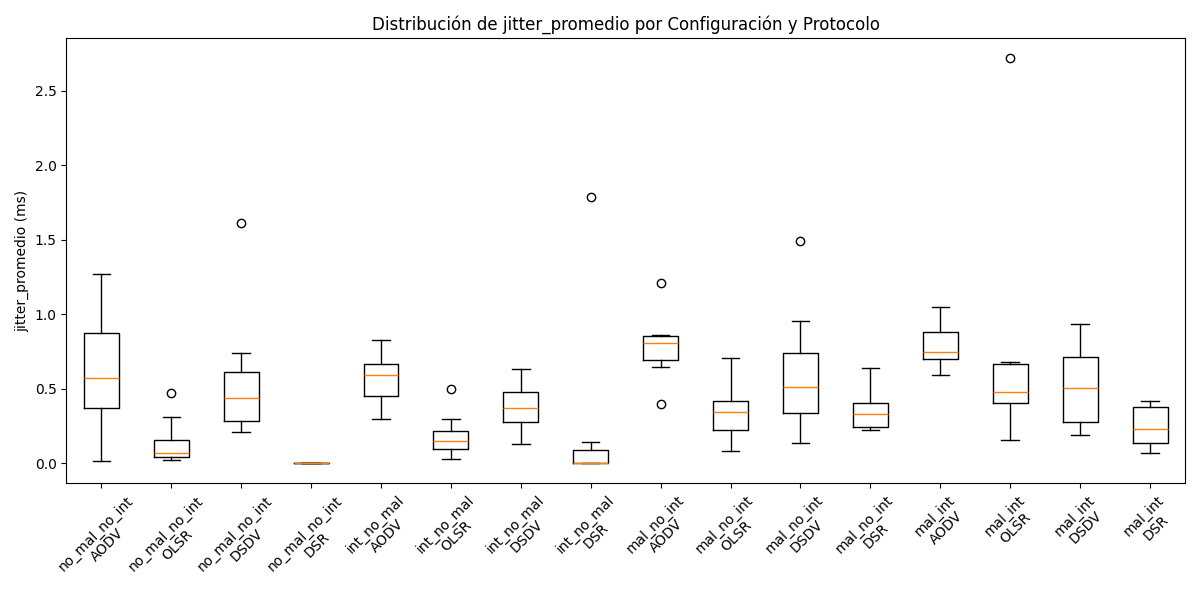 Distribución de jitter_promedio por Configuración y Protocolo
jitter_promedio (ms)
2.5
2.0
1.5
1.0
0.5
0.0
no_mal_no_int
AODV
no_mal_no_int
OLSR
no_mal_no_int
DSDV
no_mal_no_int
DSR
int_no_mal
AODV
int_no_mal
OLSR
int_no_mal
DSDV
int_no_mal
DSR
mal_no_int
AODV
mal_no_int
OLSR
mal_no_int
DSDV
mal_no_int
DSR
mal_int
AODV
mal_int
OLSR
mal_int
DSDV
mal_int
DSR